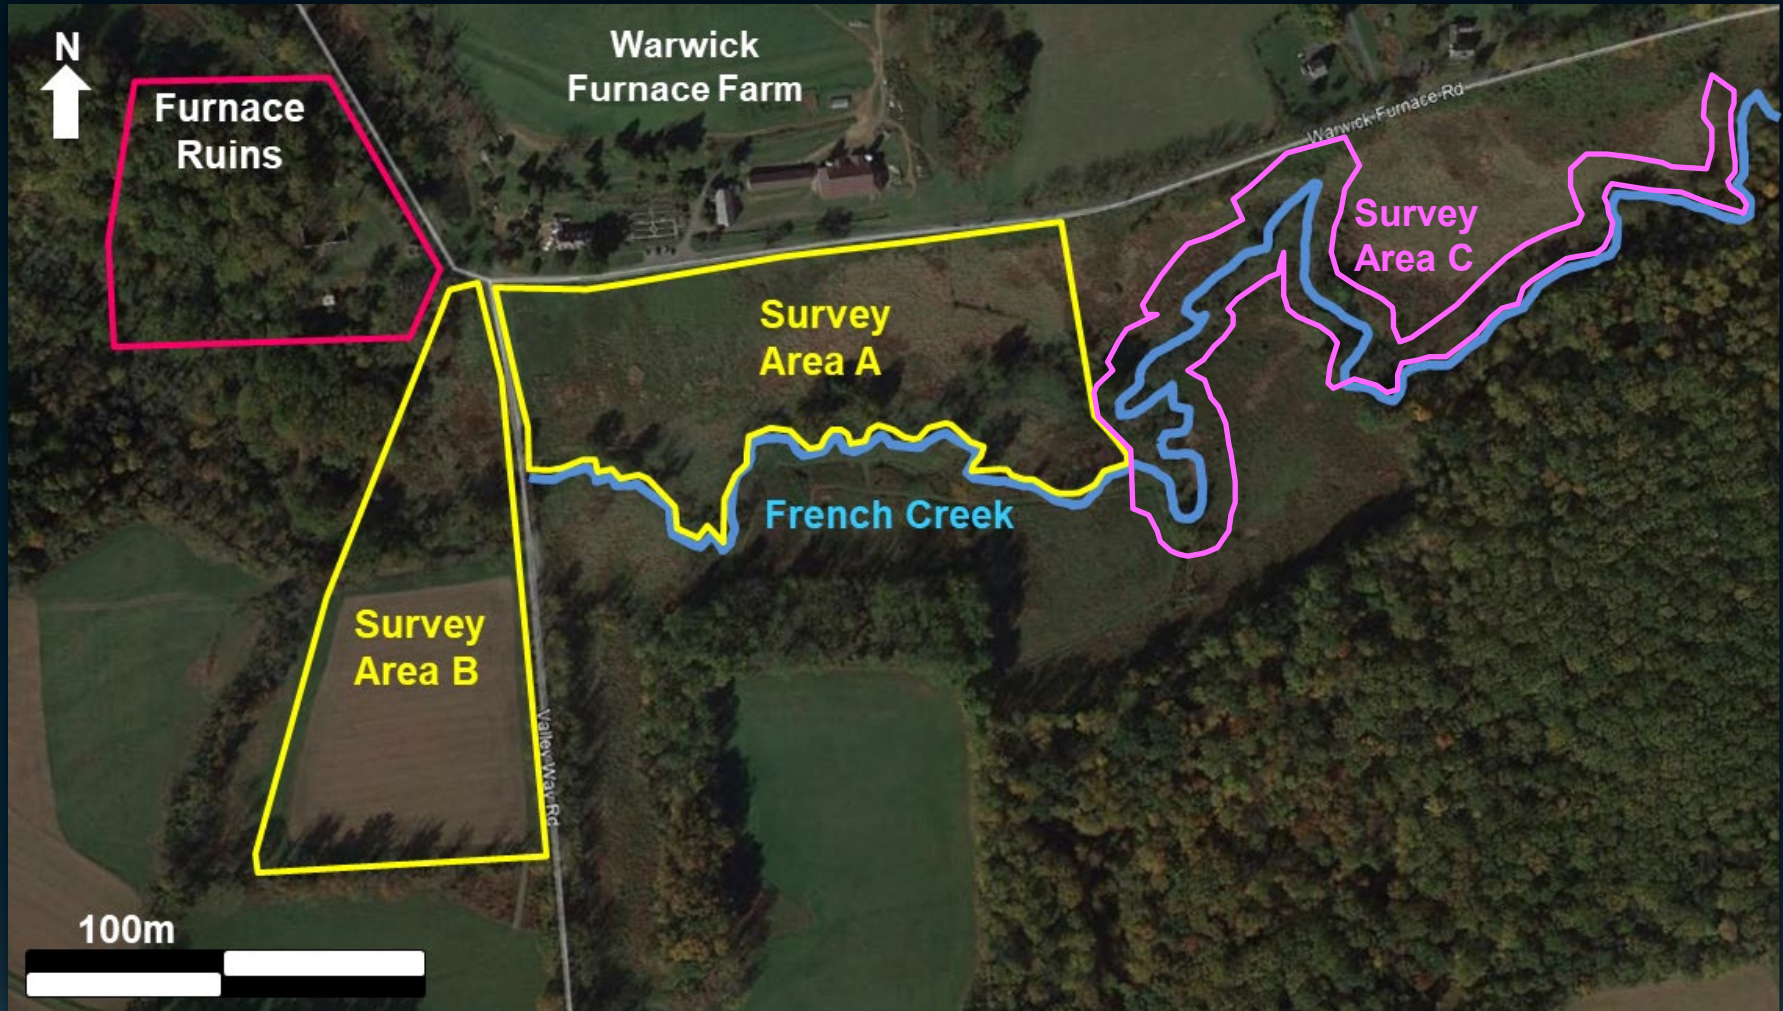 N
Furnace
Ruins
Warwick
Furnace Farm
Warwick Furnace Rd
Survey
Area C
Survey
Area A
French Creek
Survey
Area B
Valley Way Rd
100m